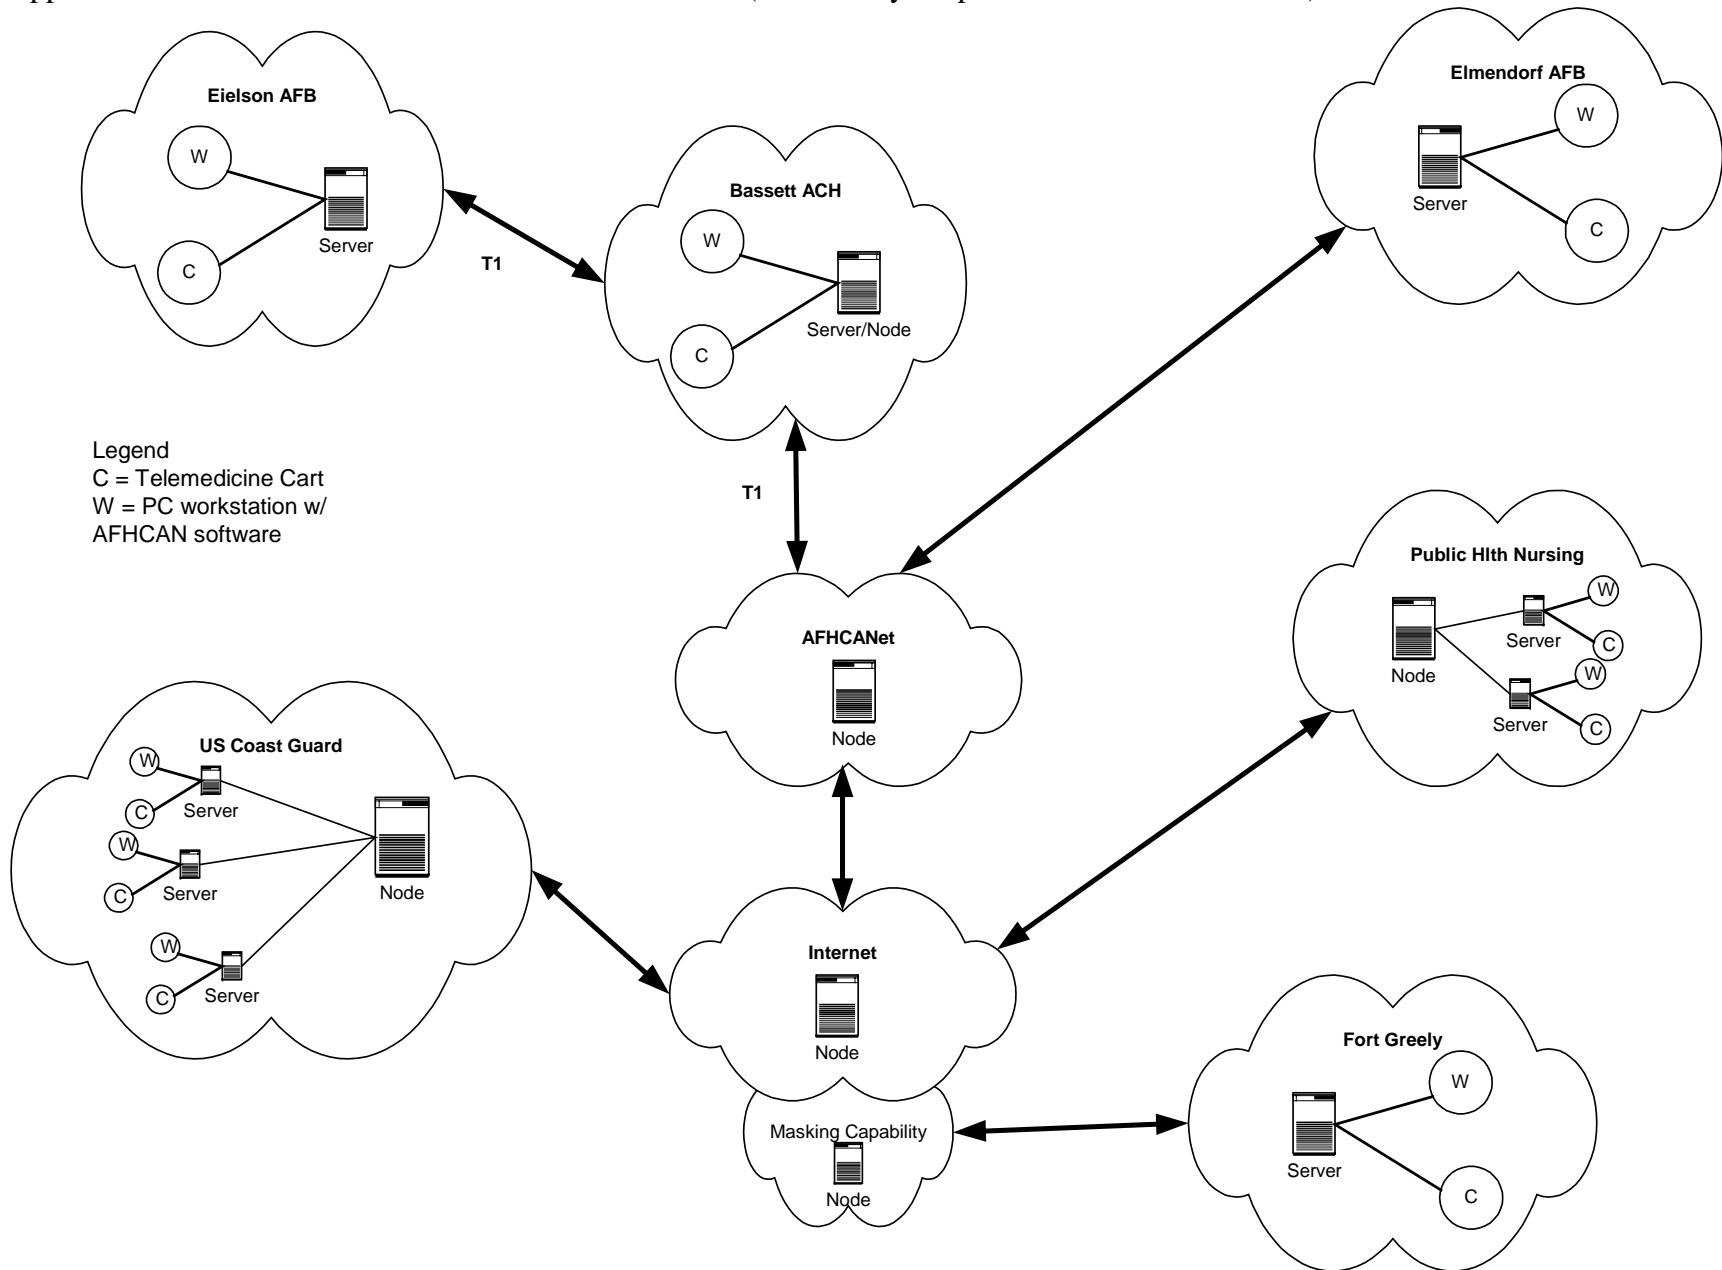 Elmendorf AFB
W
Server
C
Eielson AFB
W
Server
C
T1
Bassett ACH
W
Server/Node
C
T1
Legend
C = Telemedicine Cart
W = PC workstation w/
AFHCAN software
Public Hlth Nursing
W
Server
C
Node
W
Server
C
AFHCANet
Node
US Coast Guard
W
C
Server
W
C
Server
Node
W
C
Server
Internet
Node
Masking Capability
Node
Fort Greely
W
Server
C